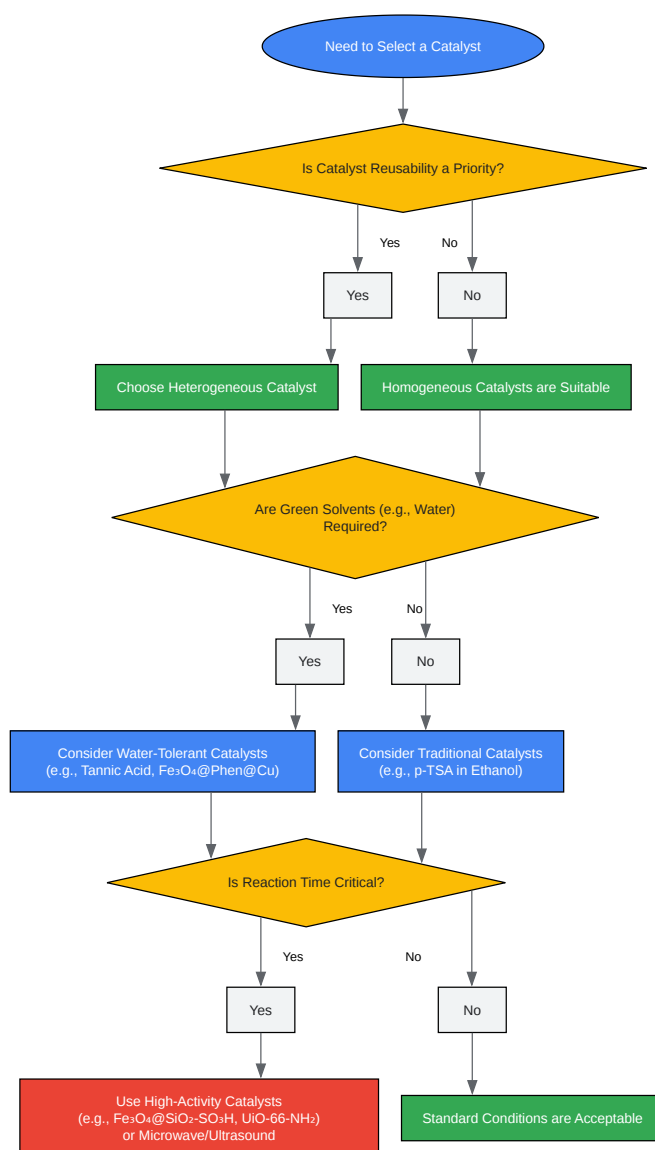 Need to Select a Catalyst
Is Catalyst Reusability a Priority?
Yes
No
Yes
No
Choose Heterogeneous Catalyst
Homogeneous Catalysts are Suitable
Are Green Solvents (e.g., Water)
Required?
Yes
No
Yes
No
Consider Water-Tolerant Catalysts
(e.g., Tannic Acid, Fe₃O₄@Phen@Cu)
Consider Traditional Catalysts
(e.g., p-TSA in Ethanol)
Is Reaction Time Critical?
Yes
No
Yes
No
Use High-Activity Catalysts
(e.g., Fe₃O₄@SiO₂-SO₃H, UiO-66-NH₂)
or Microwave/Ultrasound
Standard Conditions are Acceptable